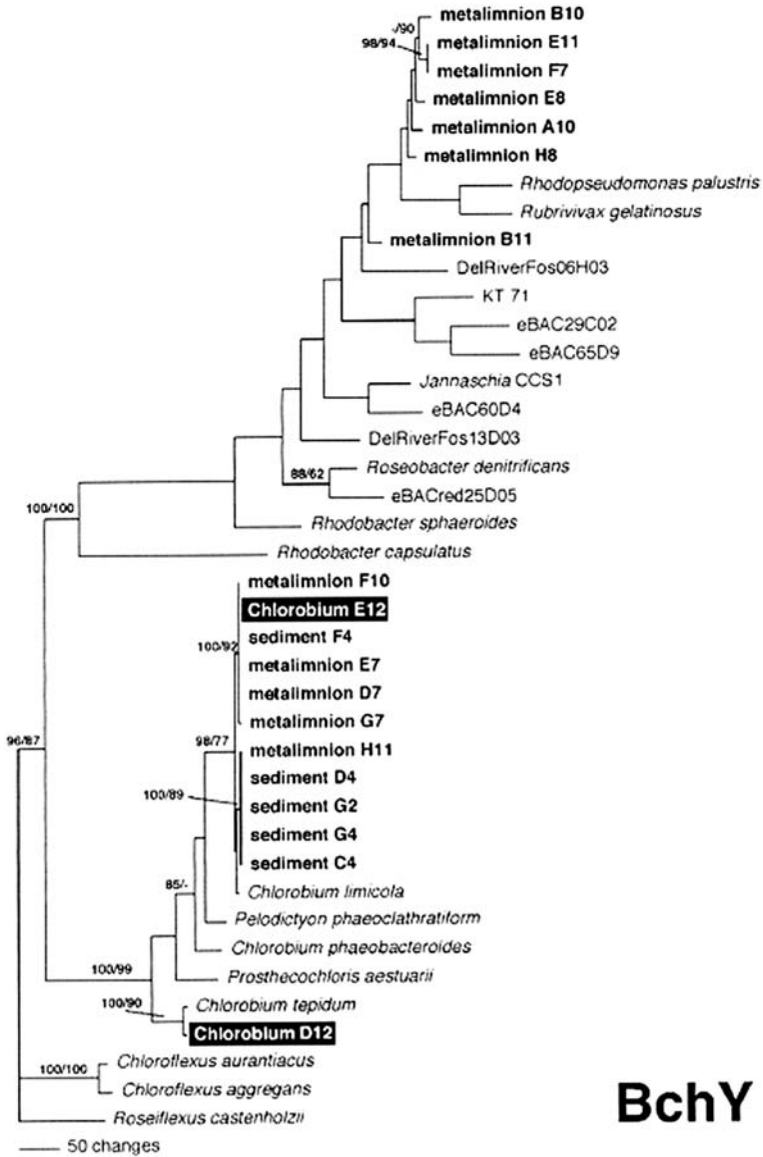 metalimnion B10
-/90
98/94
metalimnion E11
metalimnion F7
metalimnion E8
metalimnion A10
metalimnion H8
Rhodopseudomonas palustris
Rubrivivax gelatinosus
metalimnion B11
DelRiverFos06H03
KT 71
eBAC29C02
eBAC65D9
Jannaschia CCS1
eBAC60D4
DelRiverFos13D03
88/62
Roseobacter denitrificans
eBACred25D05
100/100
Rhodobacter sphaeroides
Rhodobacter capsulatus
metalimnion F10
Chlorobium E12
sediment F4
100/92
metalimnion E7
metalimnion D7
metalimnion G7
96/87
98/77
metalimnion H11
sediment D4
100/89
sediment G2
sediment G4
sediment C4
85/-
Chlorobium limicola
Pelodictyon phaeoclathratiform
Chlorobium phaeobacteroides
100/99
Prosthecochloris aestuarii
100/90
Chlorobium tepidum
Chlorobium D12
Chloroflexus aurantiacus
100/100
Chloroflexus aggregans
Roseiflexus castenholzii
BchY
50 changes